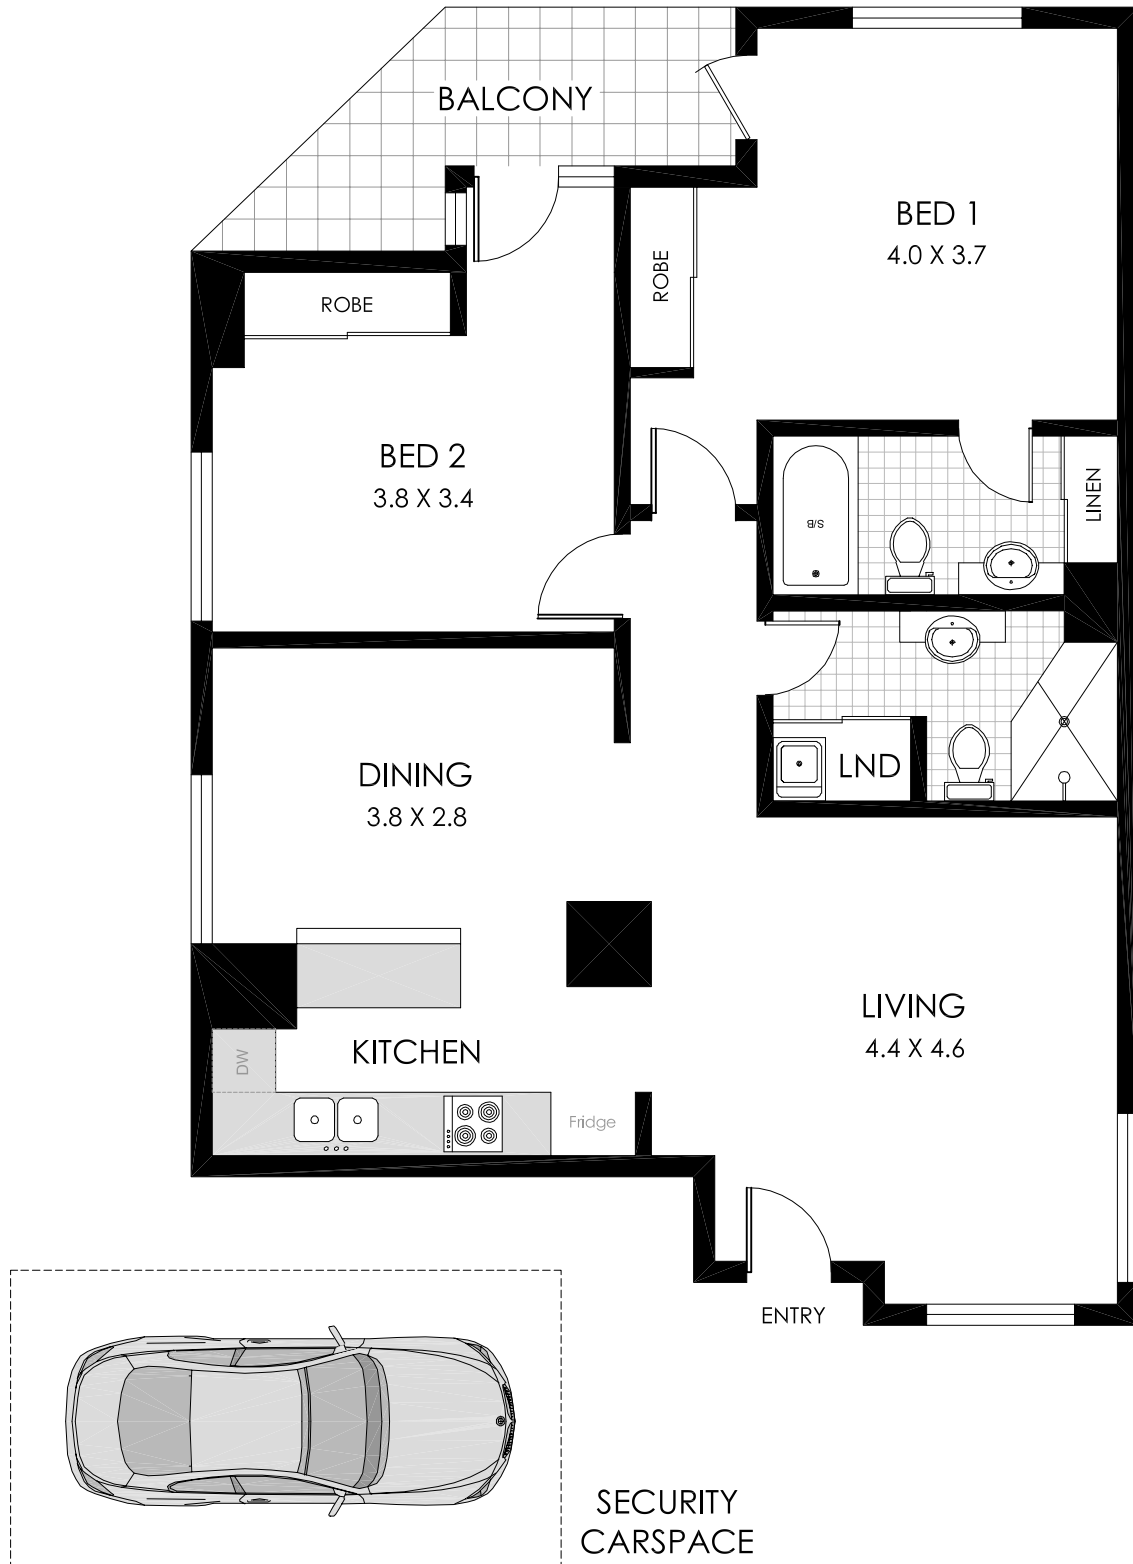 BALCONY
BED 1
4.0 X 3.7
ROBE
ROBE
BED 2
3.8 X 3.4
LINEN
S/B
DINING
3.8 X 2.8
LND
LIVING
4.4 X 4.6
KITCHEN
DW
Fridge
ENTRY
SECURITY
CARSPACE